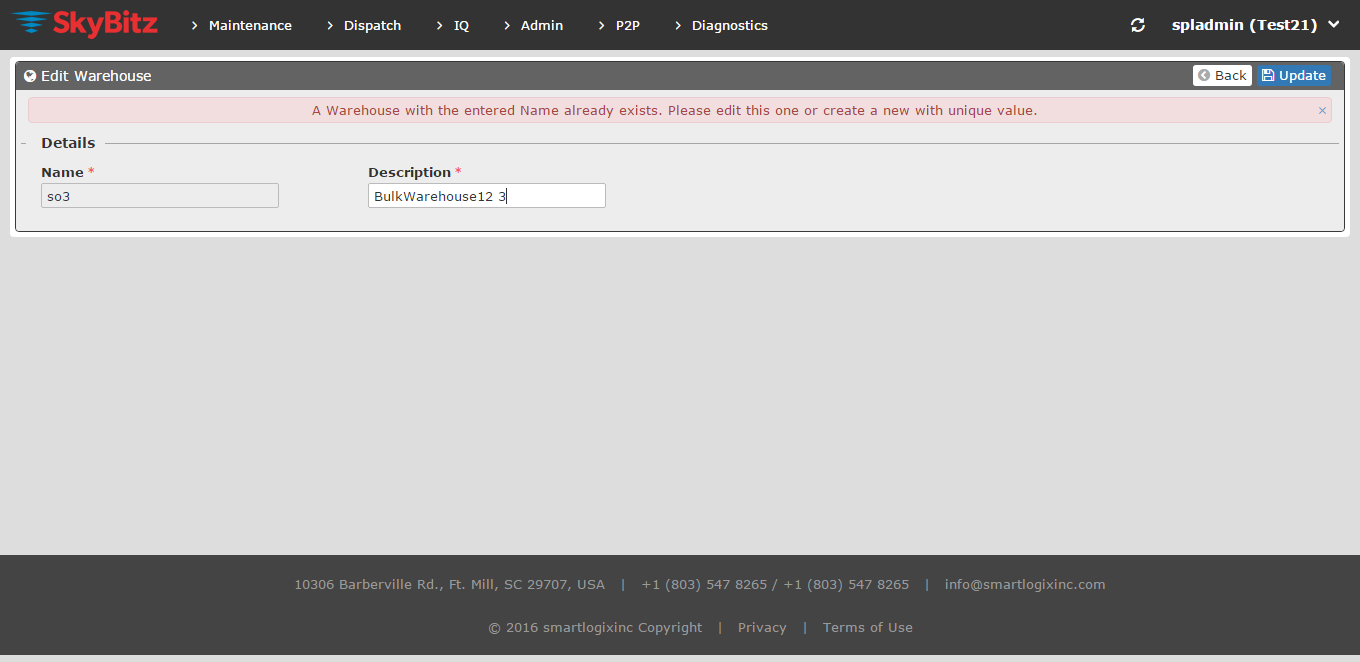 SkyBitz Maintenance Dispatch IQ Admin P2P Diagnostics spladmin (Test21)
Edit Warehouse Back Update
A Warehouse with the entered Name already exists. Please edit this one or create a new with unique value. ×
Details
Name * Description *
so3 BulkWarehouse12 3
10306 Barberville Rd., Ft. Mill, SC 29707, USA | +1 (803) 547 8265 / +1 (803) 547 8265 | info@smartlogixinc.com
© 2016 smartlogixinc Copyright | Privacy | Terms of Use